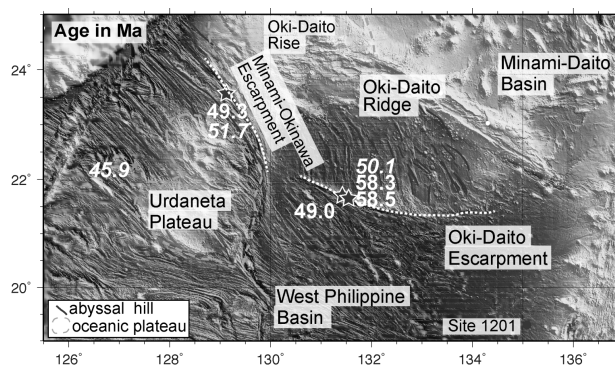 Age in Ma
Oki-Daito
Rise
Minami-Daito
Basin
24°
Minami-Okinawa
Escarpment
Oki-Daito
Ridge
49.3
51.7
45.9
50.1
58.3
58.5
49.0
22°
Urdaneta
Plateau
Oki-Daito
Escarpment
20°
West Philippine
Basin
abyssal hill
oceanic plateau
Site 1201
126°
128°
130°
132°
134°
136°